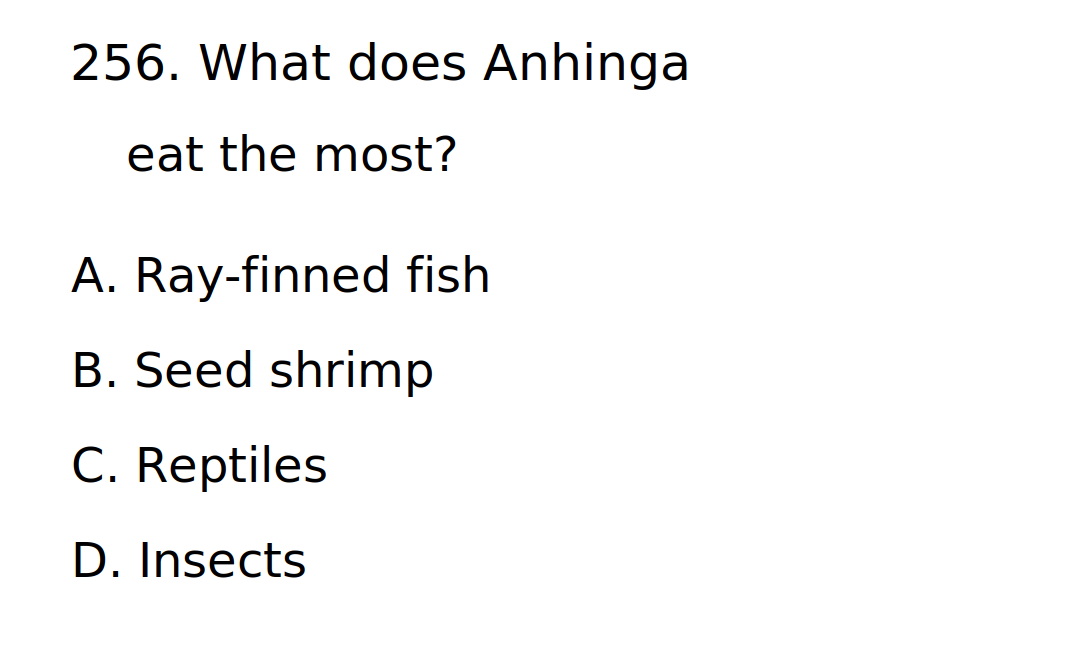 256. What does Anhinga
eat the most?
A. Ray-finned fish
B. Seed shrimp
C. Reptiles
D. Insects